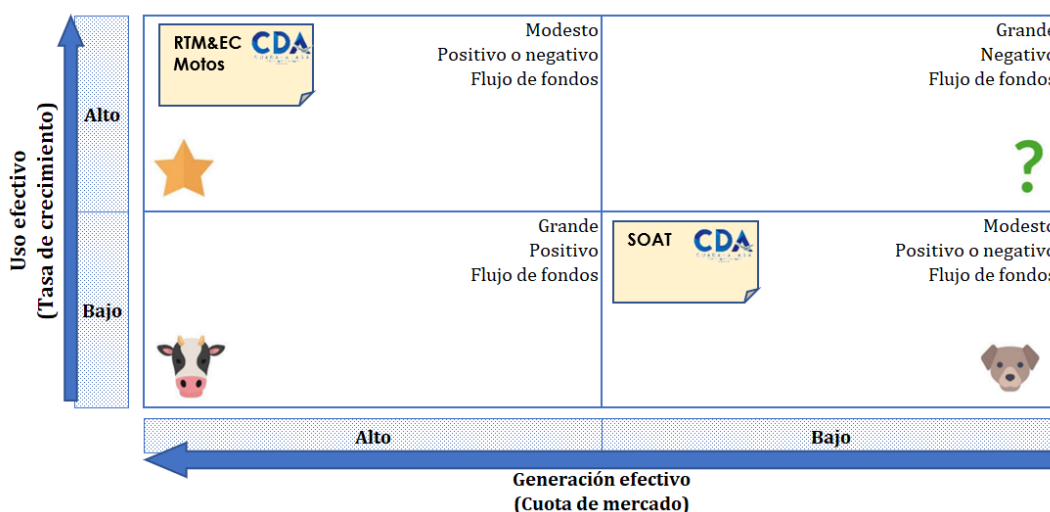 Uso efectivo
(Tasa de crecimiento)
Alto
Bajo
RTM&EC
Motos
CDA
Modesto
Positivo o negativo
Flujo de fondos
Grande
Negativo
Flujo de fondos
?
Grande
Positivo
Flujo de fondos
SOAT
CDA
Modesto
Positivo o negativo
Flujo de fondos
Alto
Bajo
Generación efectivo
(Cuota de mercado)